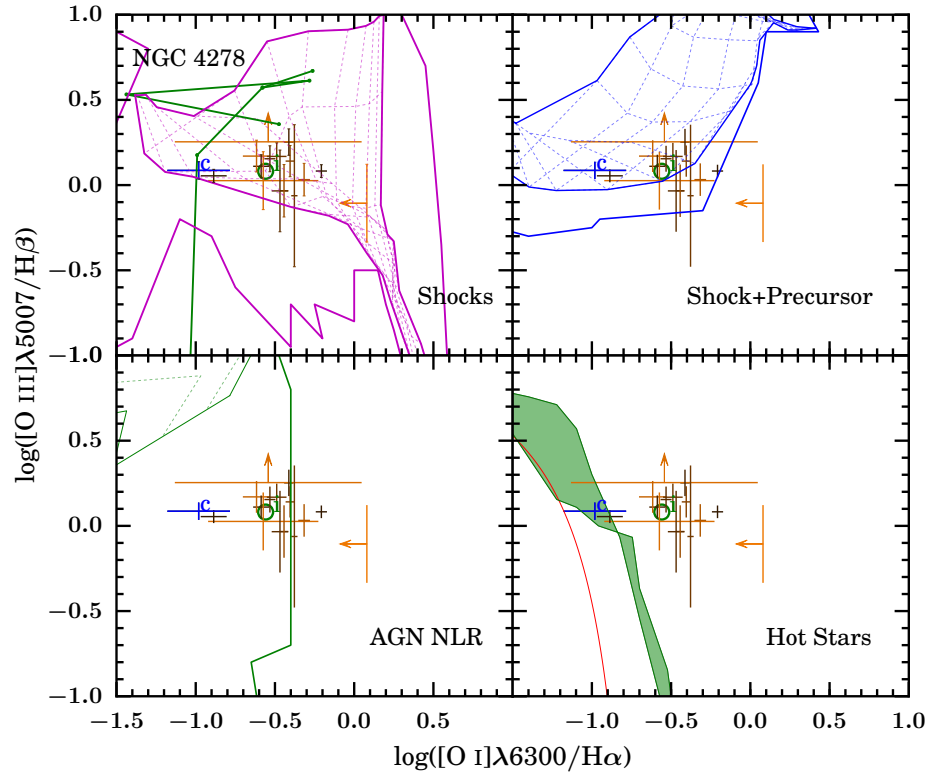 1.0
0.5
0.0
−0.5
−1.0
NGC 4278
c
i
Shocks
c
i
Shock+Precursor
1.0
0.5
0.0
−0.5
−1.0
c
i
AGN NLR
c
i
Hot Stars
−1.5
−1.0
−0.5
0.0
0.5
−1.0
−0.5
0.0
0.5
1.0
log([O III]λ5007/Hβ)
log([O I]λ6300/Hα)